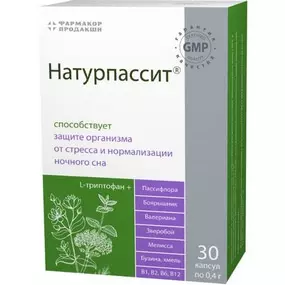 ФАРМАКОР
ПРОДАКШН
GMP
Натурпассит®
способствует
защите организма
от стресса и нормализации
ночного сна
L-триптофан +
Пассифлора
Боярышник
Валериана
Зверобой
Мелисса
Бузина, хмель
B1, B2, B6, B12
30
капсул
по 0,4 г